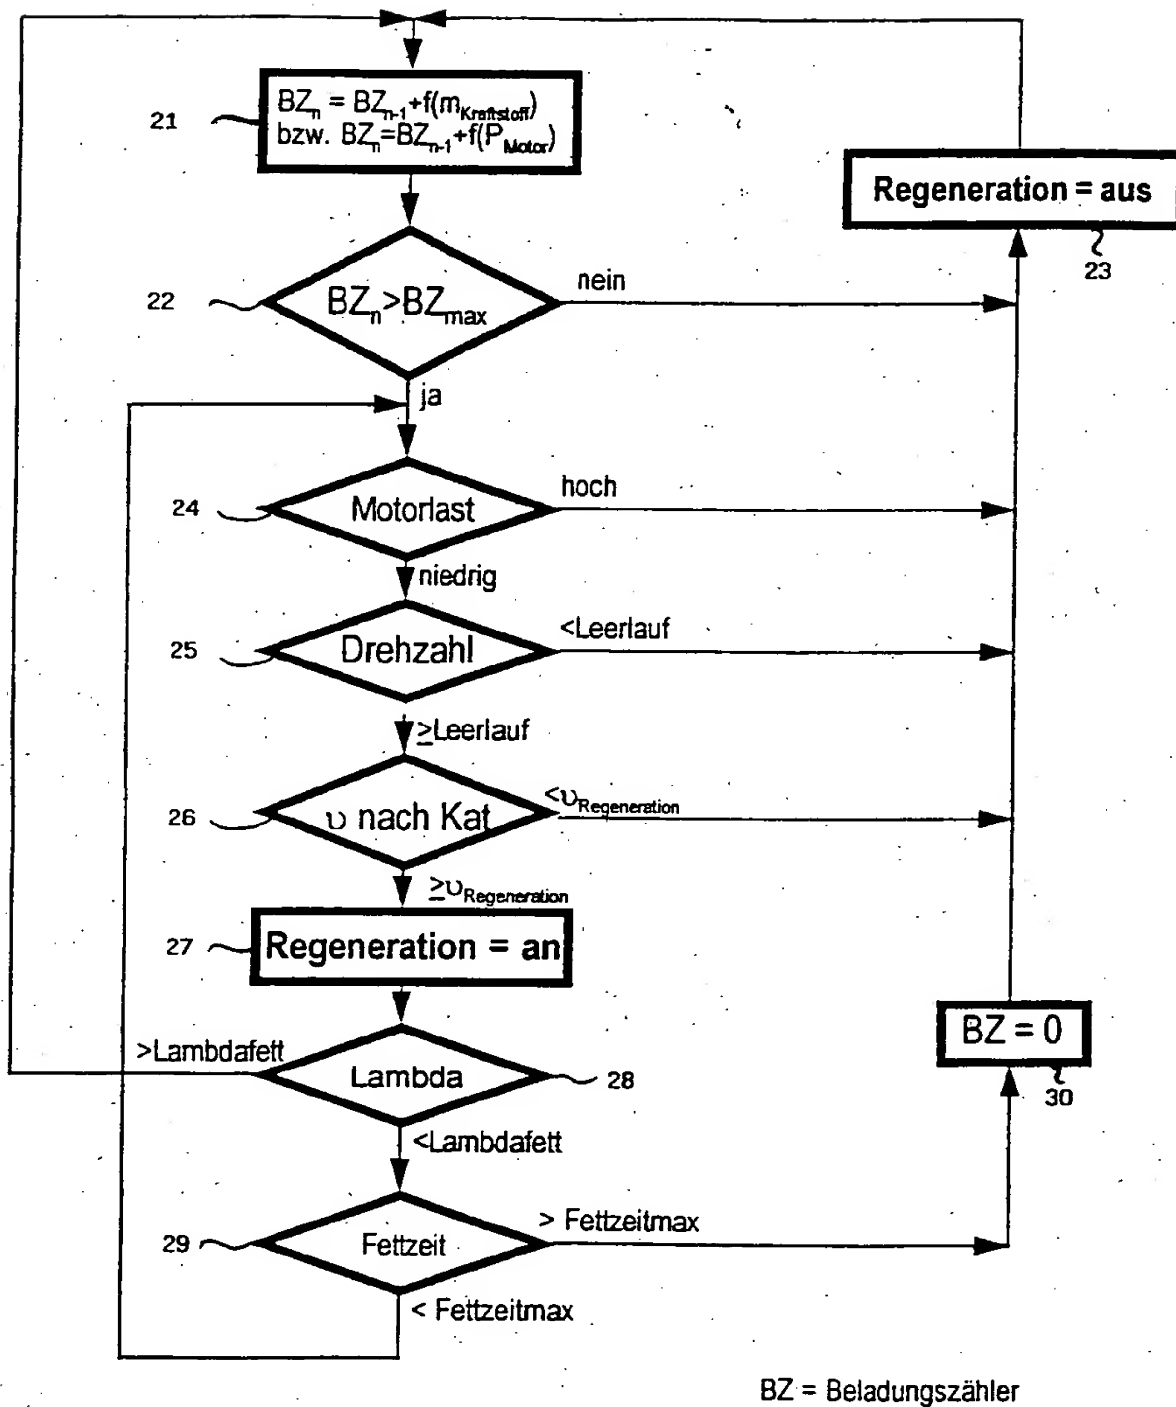 21
BZn = BZn-1+f(mKraftstoff)
bzw. BZn=BZn-1+f(PMotor)
Regeneration = aus
23
22
BZn>BZmax
nein
ja
24
Motorlast
hoch
niedrig
25
Drehzahl
<Leerlauf
≥Leerlauf
26
υ nach Kat
<υRegeneration
≥υRegeneration
27
Regeneration = an
BZ = 0
30
>Lambdafett
Lambda
28
<Lambdafett
29
Fettzeit
> Fettzeitmax
< Fettzeitmax
BZ = Beladungszähler